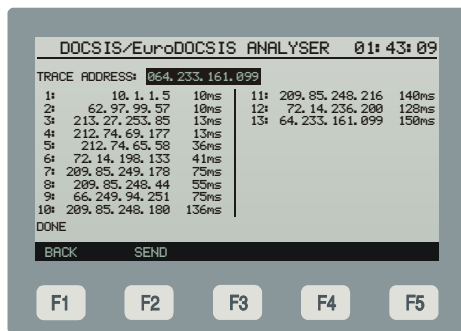 DOCSIS/EuroDOCSIS ANALYSER 01:43:09
TRACE ADDRESS: 064.233.161.099
1: 10.1.1.5 10ms
2: 62.97.99.57 10ms
3: 213.27.253.85 13ms
4: 212.74.69.177 13ms
5: 212.74.65.58 36ms
6: 72.14.198.133 41ms
7: 209.85.249.178 75ms
8: 209.85.248.44 55ms
9: 66.249.94.251 75ms
10: 209.85.248.180 136ms
11: 209.85.248.216 140ms
12: 72.14.236.200 128ms
13: 64.233.161.099 150ms
DONE
BACK SEND
F1 F2 F3 F4 F5